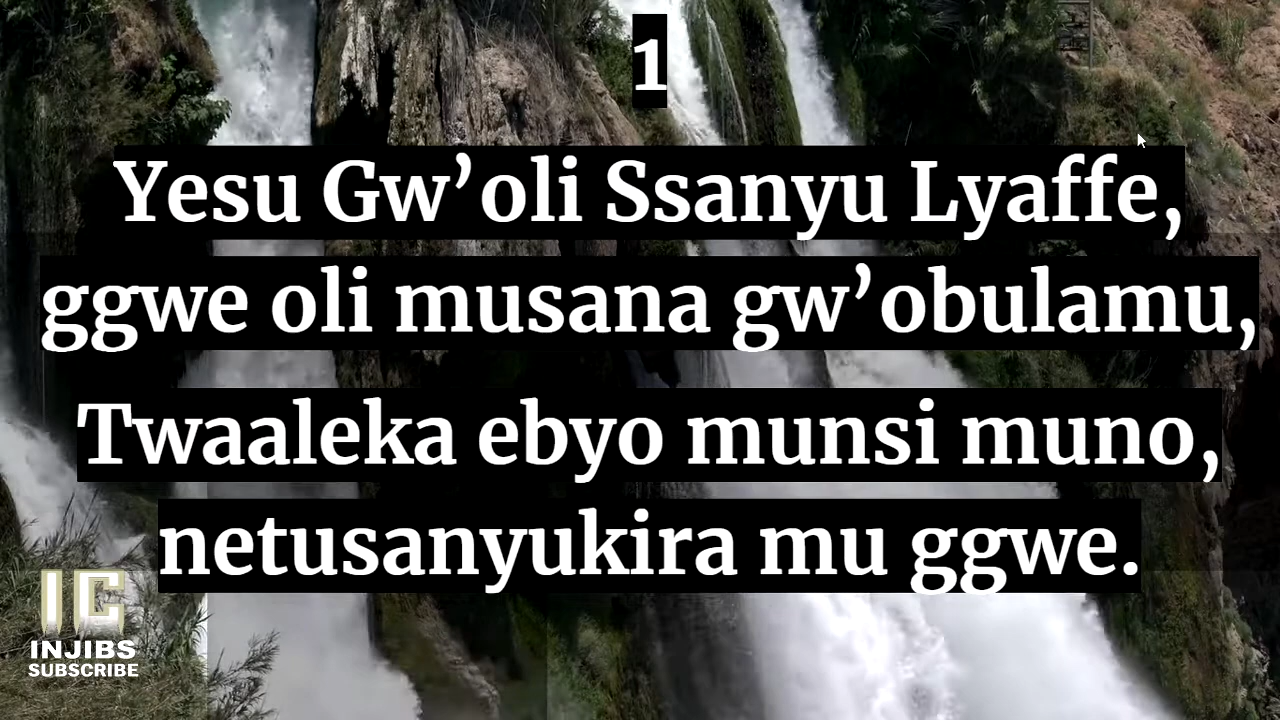 1
Yesu Gw’oli Ssanyu Lyaffe,
ggwe oli musana gw’obulamu,
Twaaleka ebyo munsi muno,
netusanyukira mu ggwe.
IC
INJIBS
SUBSCRIBE